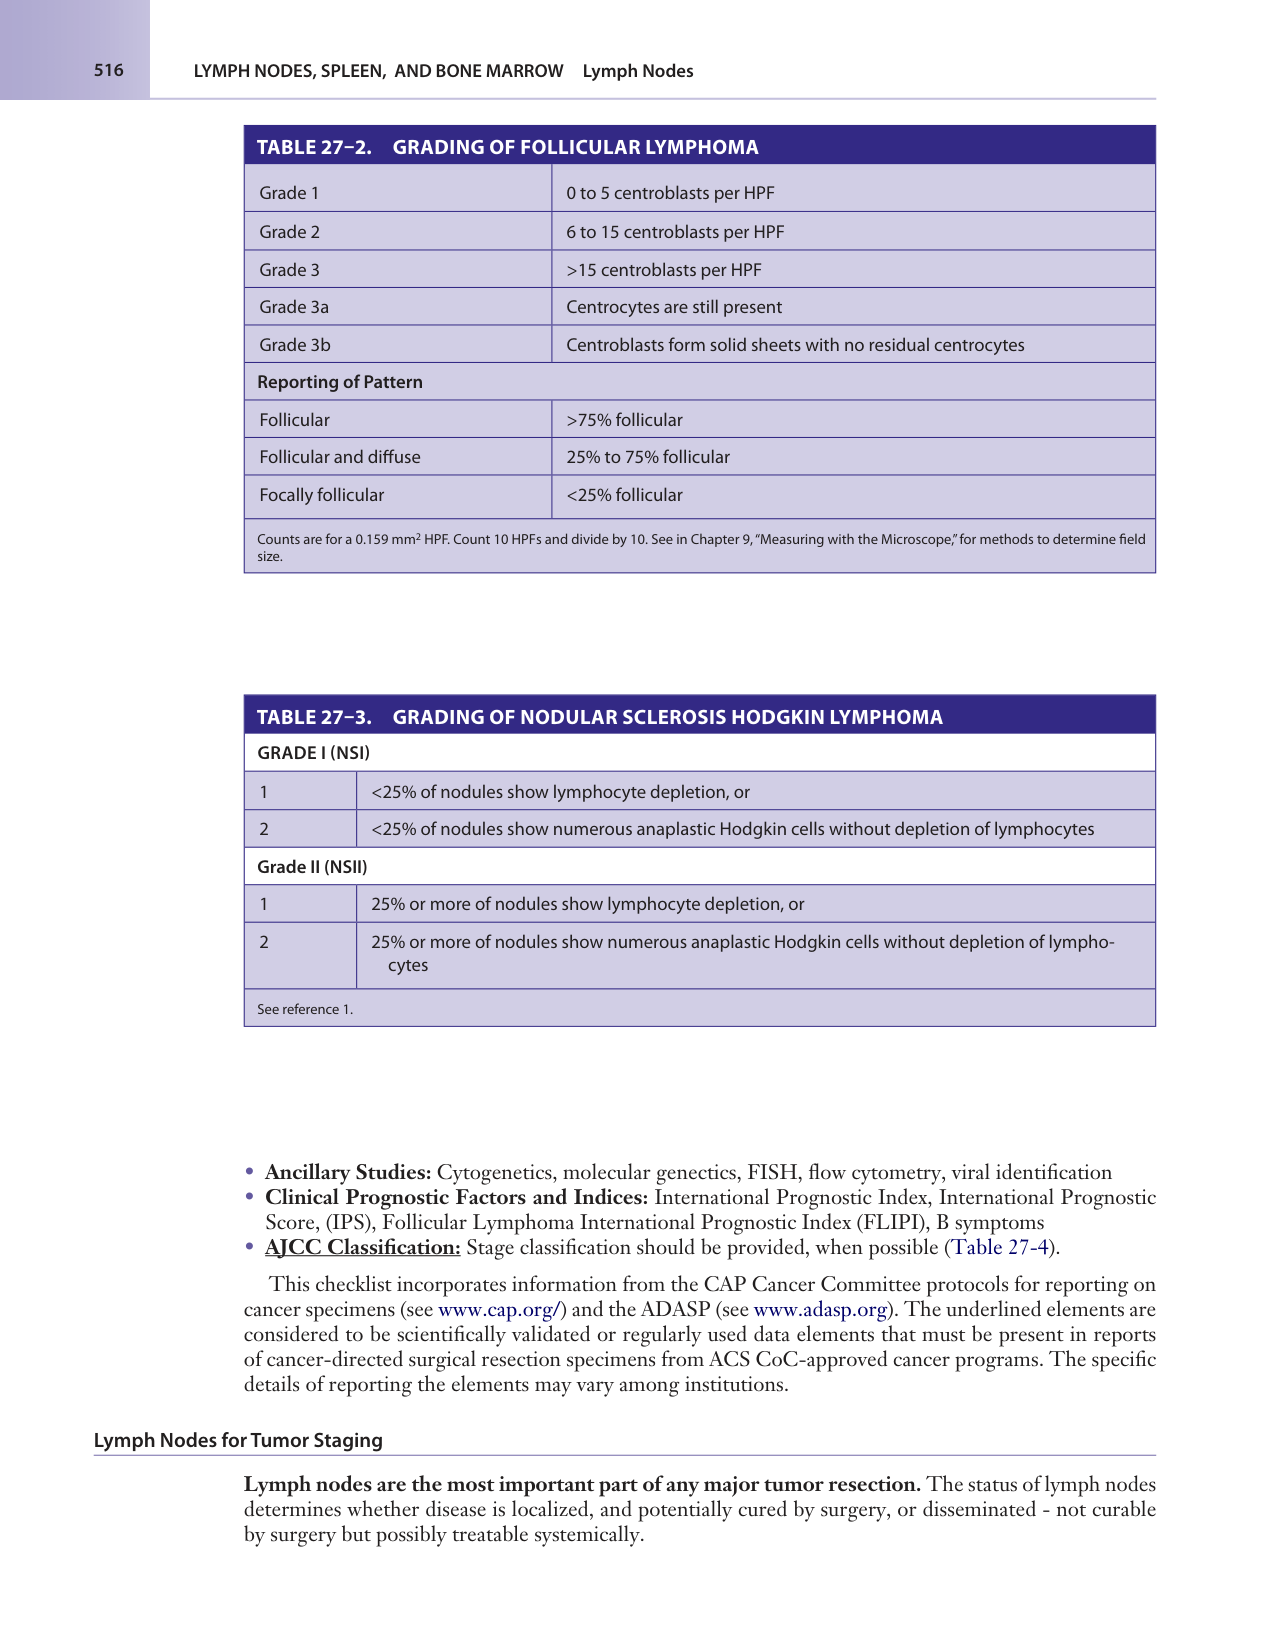 516
LYMPH NODES, SPLEEN, AND BONE MARROW Lymph Nodes
TABLE 27–2. GRADING OF FOLLICULAR LYMPHOMA
Grade 1 0 to 5 centroblasts per HPF
Grade 2 6 to 15 centroblasts per HPF
Grade 3 >15 centroblasts per HPF
Grade 3a Centrocytes are still present
Grade 3b Centroblasts form solid sheets with no residual centrocytes
Reporting of Pattern
Follicular >75% follicular
Follicular and diffuse 25% to 75% follicular
Focally follicular <25% follicular
Counts are for a 0.159 mm² HPF. Count 10 HPFs and divide by 10. See in Chapter 9, “Measuring with the Microscope,” for methods to determine field
size.
TABLE 27–3. GRADING OF NODULAR SCLEROSIS HODGKIN LYMPHOMA
GRADE I (NSI)
1 <25% of nodules show lymphocyte depletion, or
2 <25% of nodules show numerous anaplastic Hodgkin cells without depletion of lymphocytes
Grade II (NSII)
1 25% or more of nodules show lymphocyte depletion, or
2 25% or more of nodules show numerous anaplastic Hodgkin cells without depletion of lympho-
cytes
See reference 1.
• Ancillary Studies: Cytogenetics, molecular genectics, FISH, flow cytometry, viral identification
• Clinical Prognostic Factors and Indices: International Prognostic Index, International Prognostic
Score, (IPS), Follicular Lymphoma International Prognostic Index (FLIPI), B symptoms
• AJCC Classification: Stage classification should be provided, when possible (Table 27-4).
This checklist incorporates information from the CAP Cancer Committee protocols for reporting on
cancer specimens (see www.cap.org/) and the ADASP (see www.adasp.org). The underlined elements are
considered to be scientifically validated or regularly used data elements that must be present in reports
of cancer-directed surgical resection specimens from ACS CoC-approved cancer programs. The specific
details of reporting the elements may vary among institutions.
Lymph Nodes for Tumor Staging
Lymph nodes are the most important part of any major tumor resection. The status of lymph nodes
determines whether disease is localized, and potentially cured by surgery, or disseminated - not curable
by surgery but possibly treatable systemically.